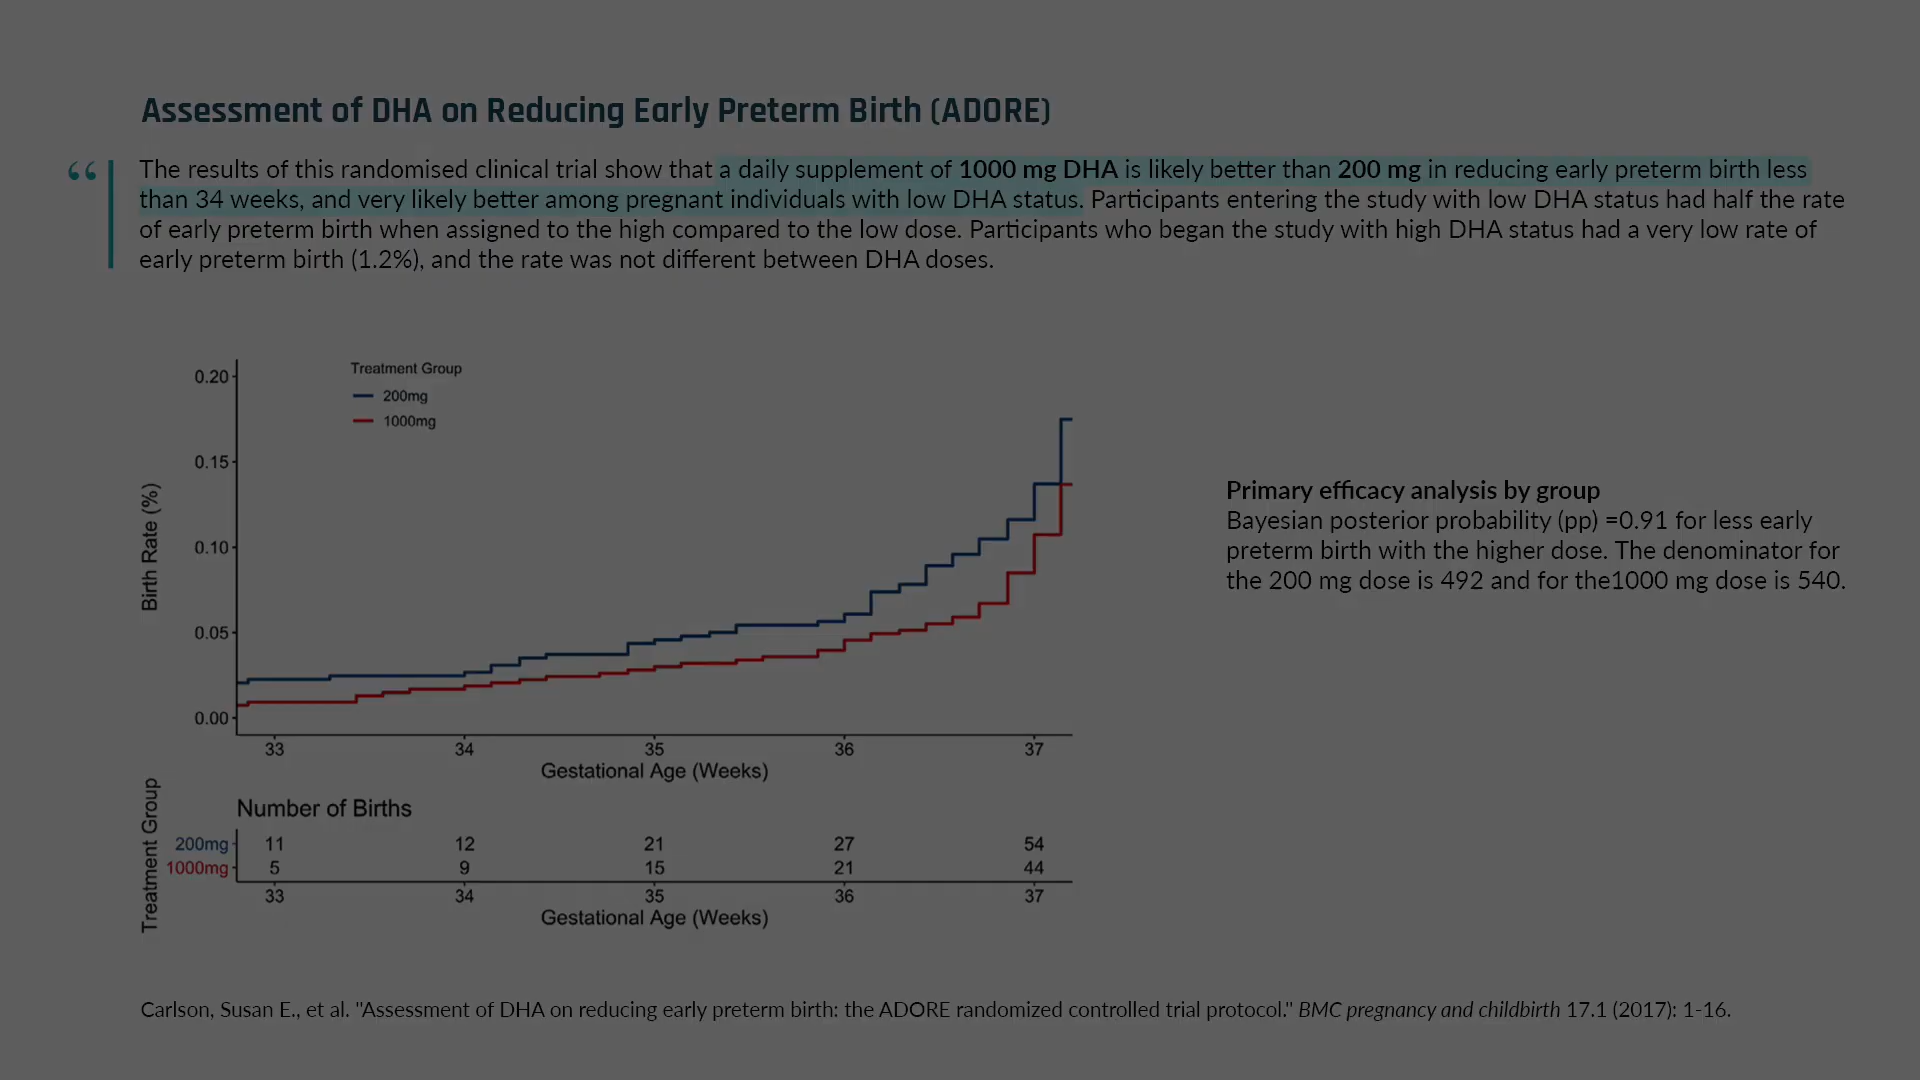 Assessment of DHA on Reducing Early Preterm Birth (ADORE)
“
The results of this randomised clinical trial show that a daily supplement of 1000 mg DHA is likely better than 200 mg in reducing early preterm birth less
than 34 weeks, and very likely better among pregnant individuals with low DHA status. Participants entering the study with low DHA status had half the rate
of early preterm birth when assigned to the high compared to the low dose. Participants who began the study with high DHA status had a very low rate of
early preterm birth (1.2%), and the rate was not different between DHA doses.
Treatment Group
200mg
1000mg
Birth Rate (%)
0.20
0.15
0.10
0.05
0.00
33 34 35 36 37
Gestational Age (Weeks)
Primary efficacy analysis by group
Bayesian posterior probability (pp) =0.91 for less early
preterm birth with the higher dose. The denominator for
the 200 mg dose is 492 and for the1000 mg dose is 540.
Number of Births
Treatment Group
200mg 11 12 21 27 54
1000mg 5 9 15 21 44
33 34 35 36 37
Gestational Age (Weeks)
Carlson, Susan E., et al. "Assessment of DHA on reducing early preterm birth: the ADORE randomized controlled trial protocol." BMC pregnancy and childbirth 17.1 (2017): 1-16.